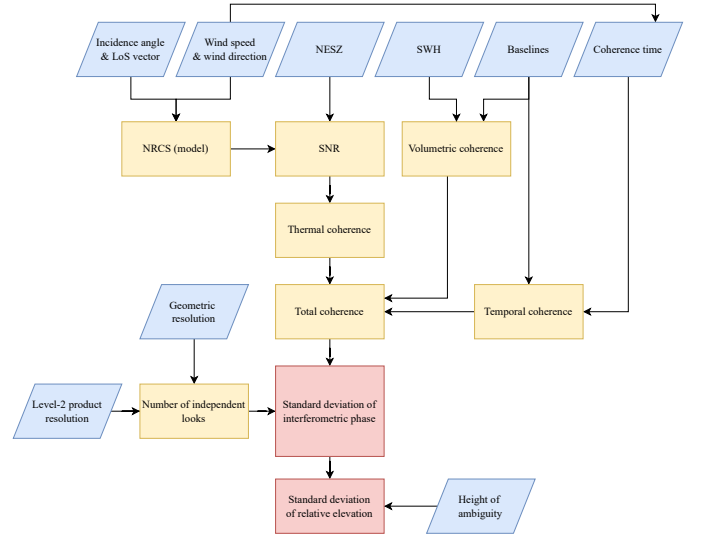 Incidence angle
& LoS vector
Wind speed
& wind direction
NESZ
SWH
Baselines
Coherence time
NRCS (model)
SNR
Volumetric coherence
Thermal coherence
Geometric
resolution
Total coherence
Temporal coherence
Level-2 product
resolution
Number of independent
looks
Standard deviation of
interferometric phase
Standard deviation
of relative elevation
Height of
ambiguity